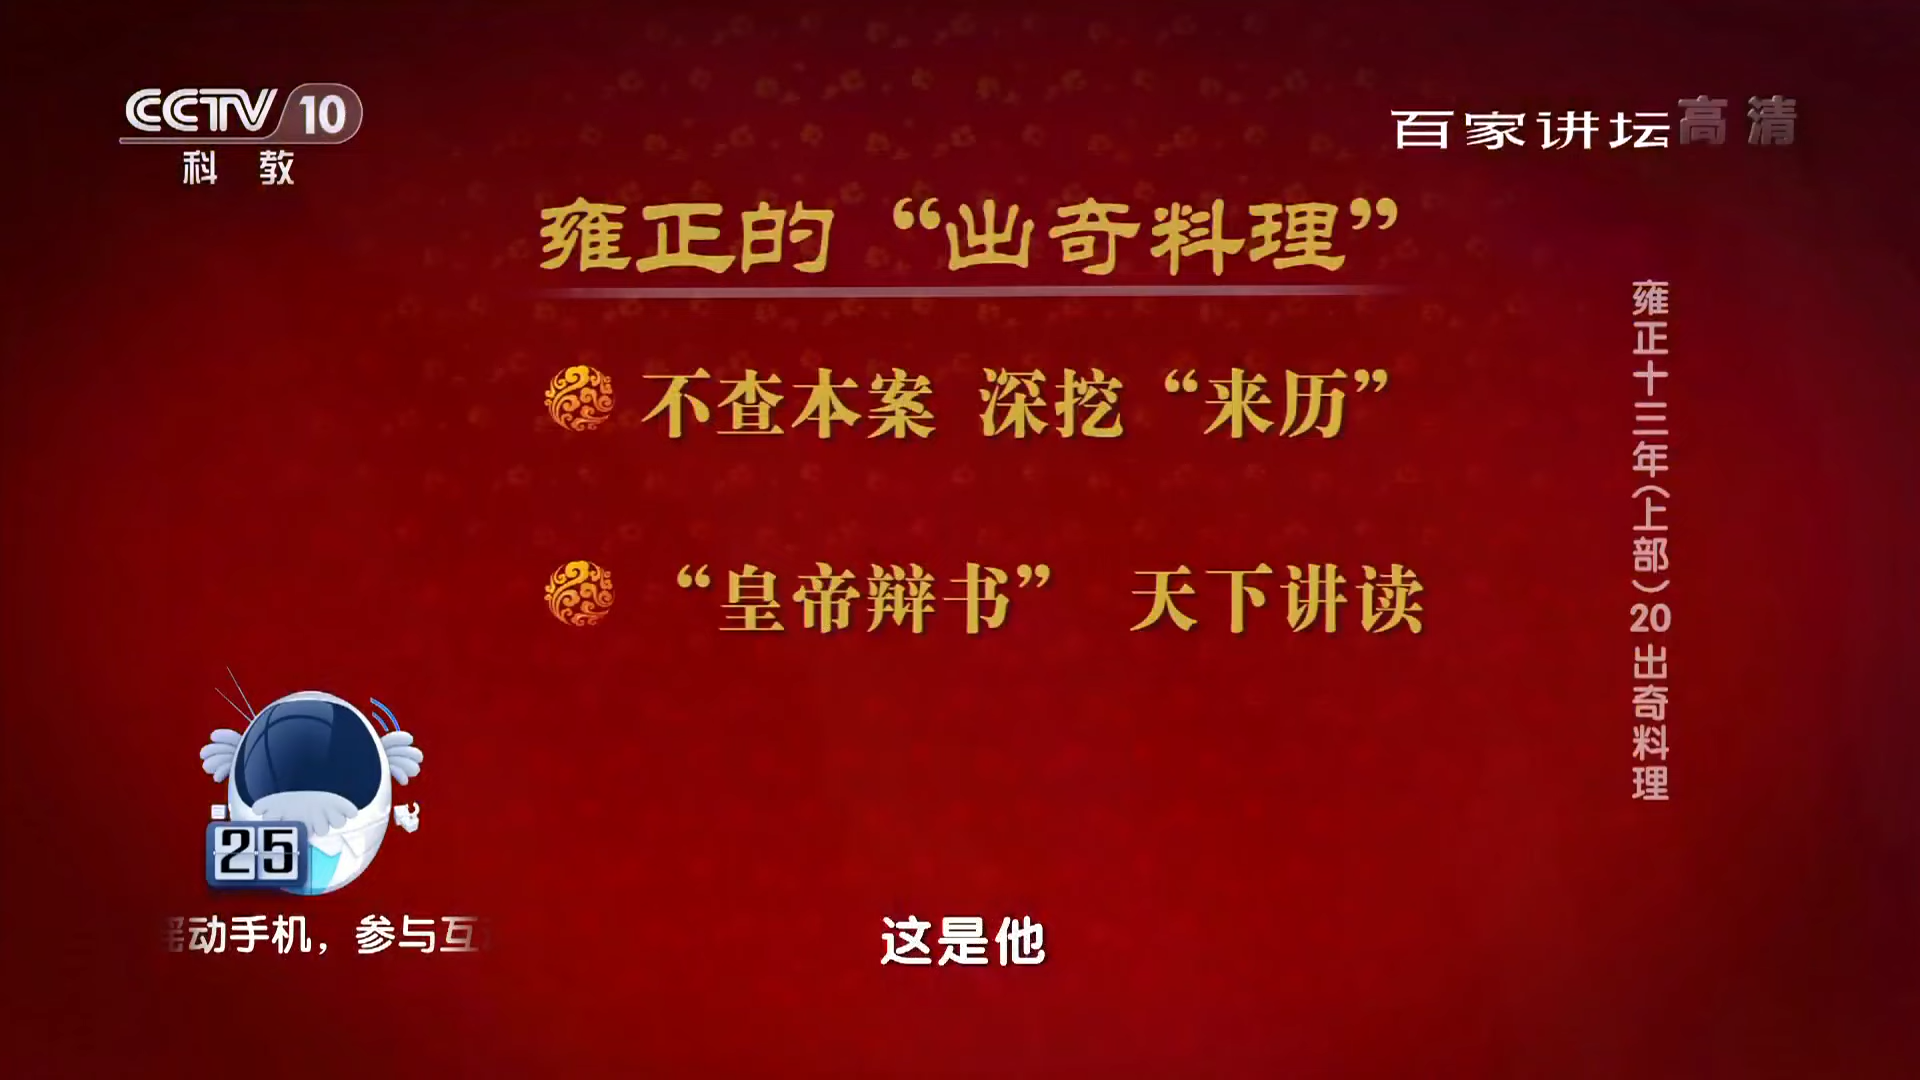 CCTV 10
科 教
百家讲坛 高清
雍正的“出奇料理”
不查本案 深挖“来历”
“皇帝辩书” 天下讲读
雍正十三年(上部)20出奇料理
25
摇动手机，参与互
这是他